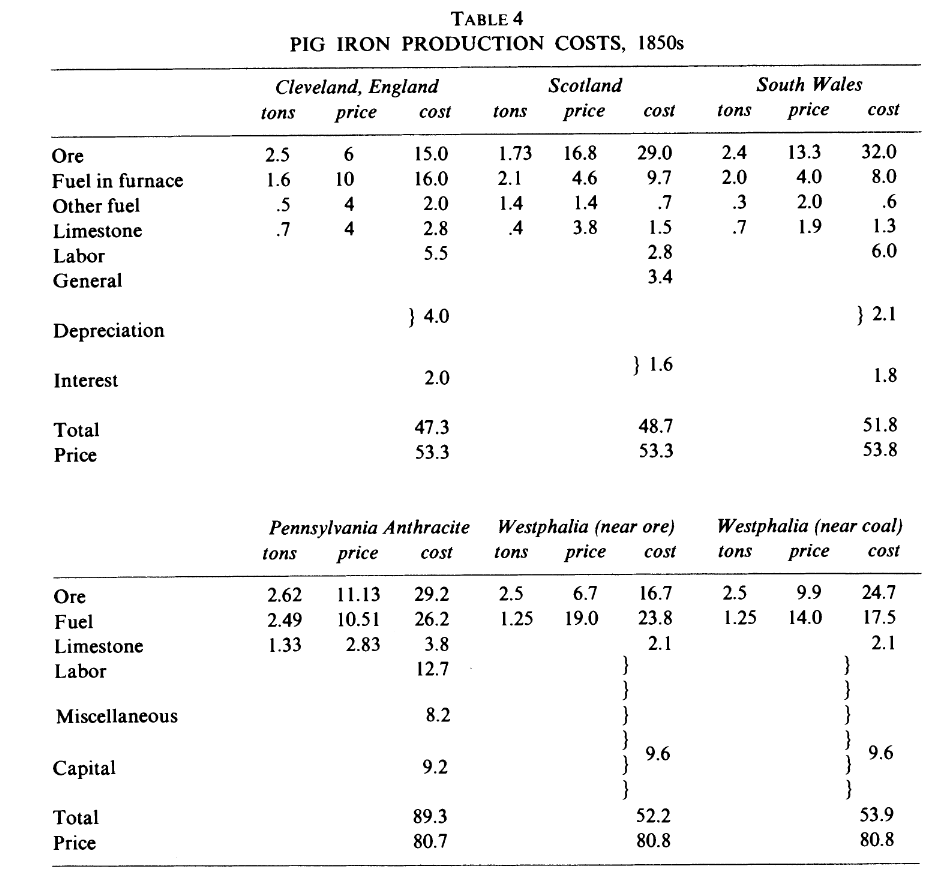 TABLE 4
PIG IRON PRODUCTION COSTS, 1850s
Cleveland, England Scotland South Wales
tons price cost tons price cost tons price cost
Ore 2.5 6 15.0 1.73 16.8 29.0 2.4 13.3 32.0
Fuel in furnace 1.6 10 16.0 2.1 4.6 9.7 2.0 4.0 8.0
Other fuel .5 4 2.0 1.4 1.4 .7 .3 2.0 .6
Limestone .7 4 2.8 .4 3.8 1.5 .7 1.9 1.3
Labor 5.5 2.8 6.0
General 3.4
} 4.0 } 2.1
Depreciation
} 1.6
Interest 2.0 1.8
Total 47.3 48.7 51.8
Price 53.3 53.3 53.8
Pennsylvania Anthracite Westphalia (near ore) Westphalia (near coal)
tons price cost tons price cost tons price cost
Ore 2.62 11.13 29.2 2.5 6.7 16.7 2.5 9.9 24.7
Fuel 2.49 10.51 26.2 1.25 19.0 23.8 1.25 14.0 17.5
Limestone 1.33 2.83 3.8 2.1 2.1
Labor 12.7 } }
} }
Miscellaneous 8.2 } }
} 9.6 } 9.6
Capital 9.2 } }
} }
Total 89.3 52.2 53.9
Price 80.7 80.8 80.8